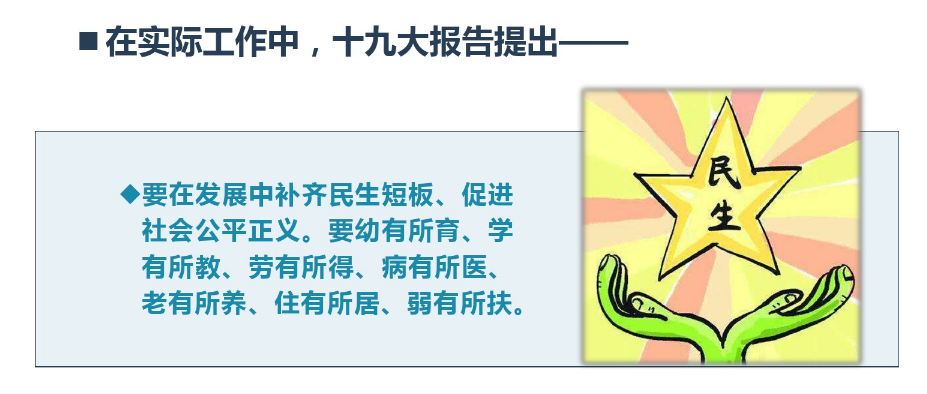 ■在实际工作中，十九大报告提出——
◆要在发展中补齐民生短板、促进
社会公平正义。要幼有所育、学
有所教、劳有所得、病有所医、
老有所养、住有所居、弱有所扶。
民
生